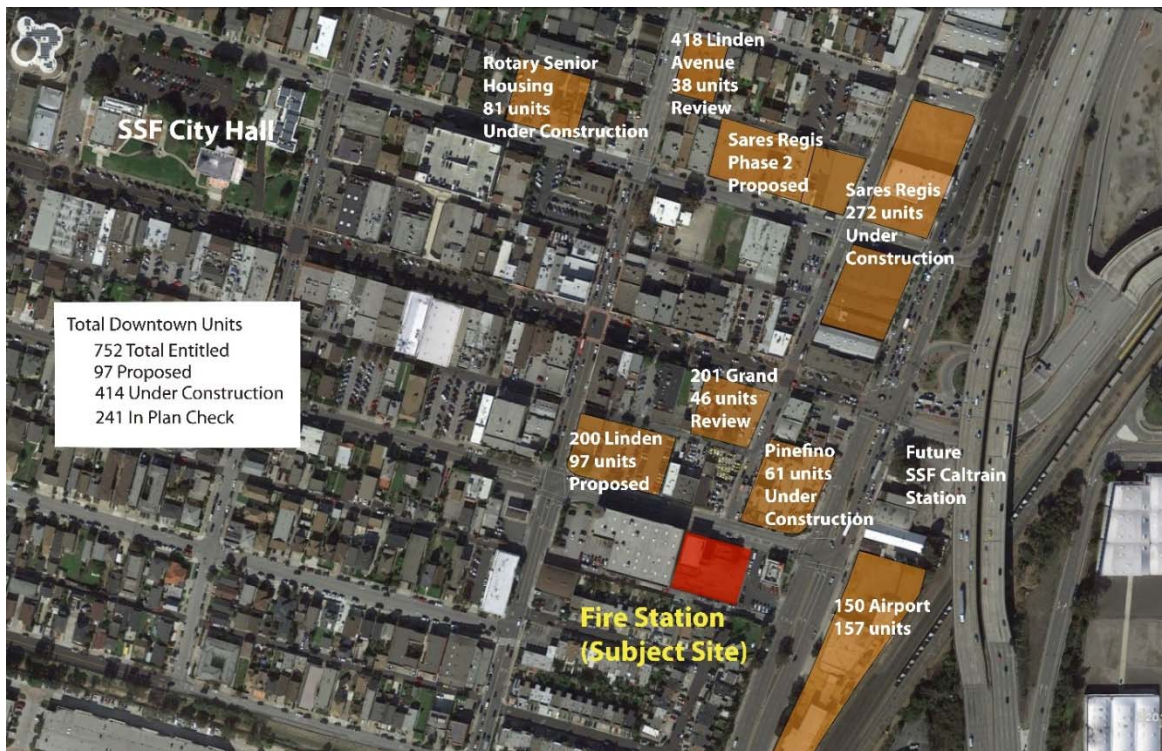 SSF City Hall
Rotary Senior
Housing
81 units
Under Construction
418 Linden
Avenue
38 units
Review
Sares Regis
Phase 2
Proposed
Sares Regis
272 units
Under
Construction
Total Downtown Units
752 Total Entitled
97 Proposed
414 Under Construction
241 In Plan Check
201 Grand
46 units
Review
200 Linden
97 units
Proposed
Pinefino
61 units
Under
Construction
Future
SSF Caltrain
Station
Fire Station
(Subject Site)
150 Airport
157 units